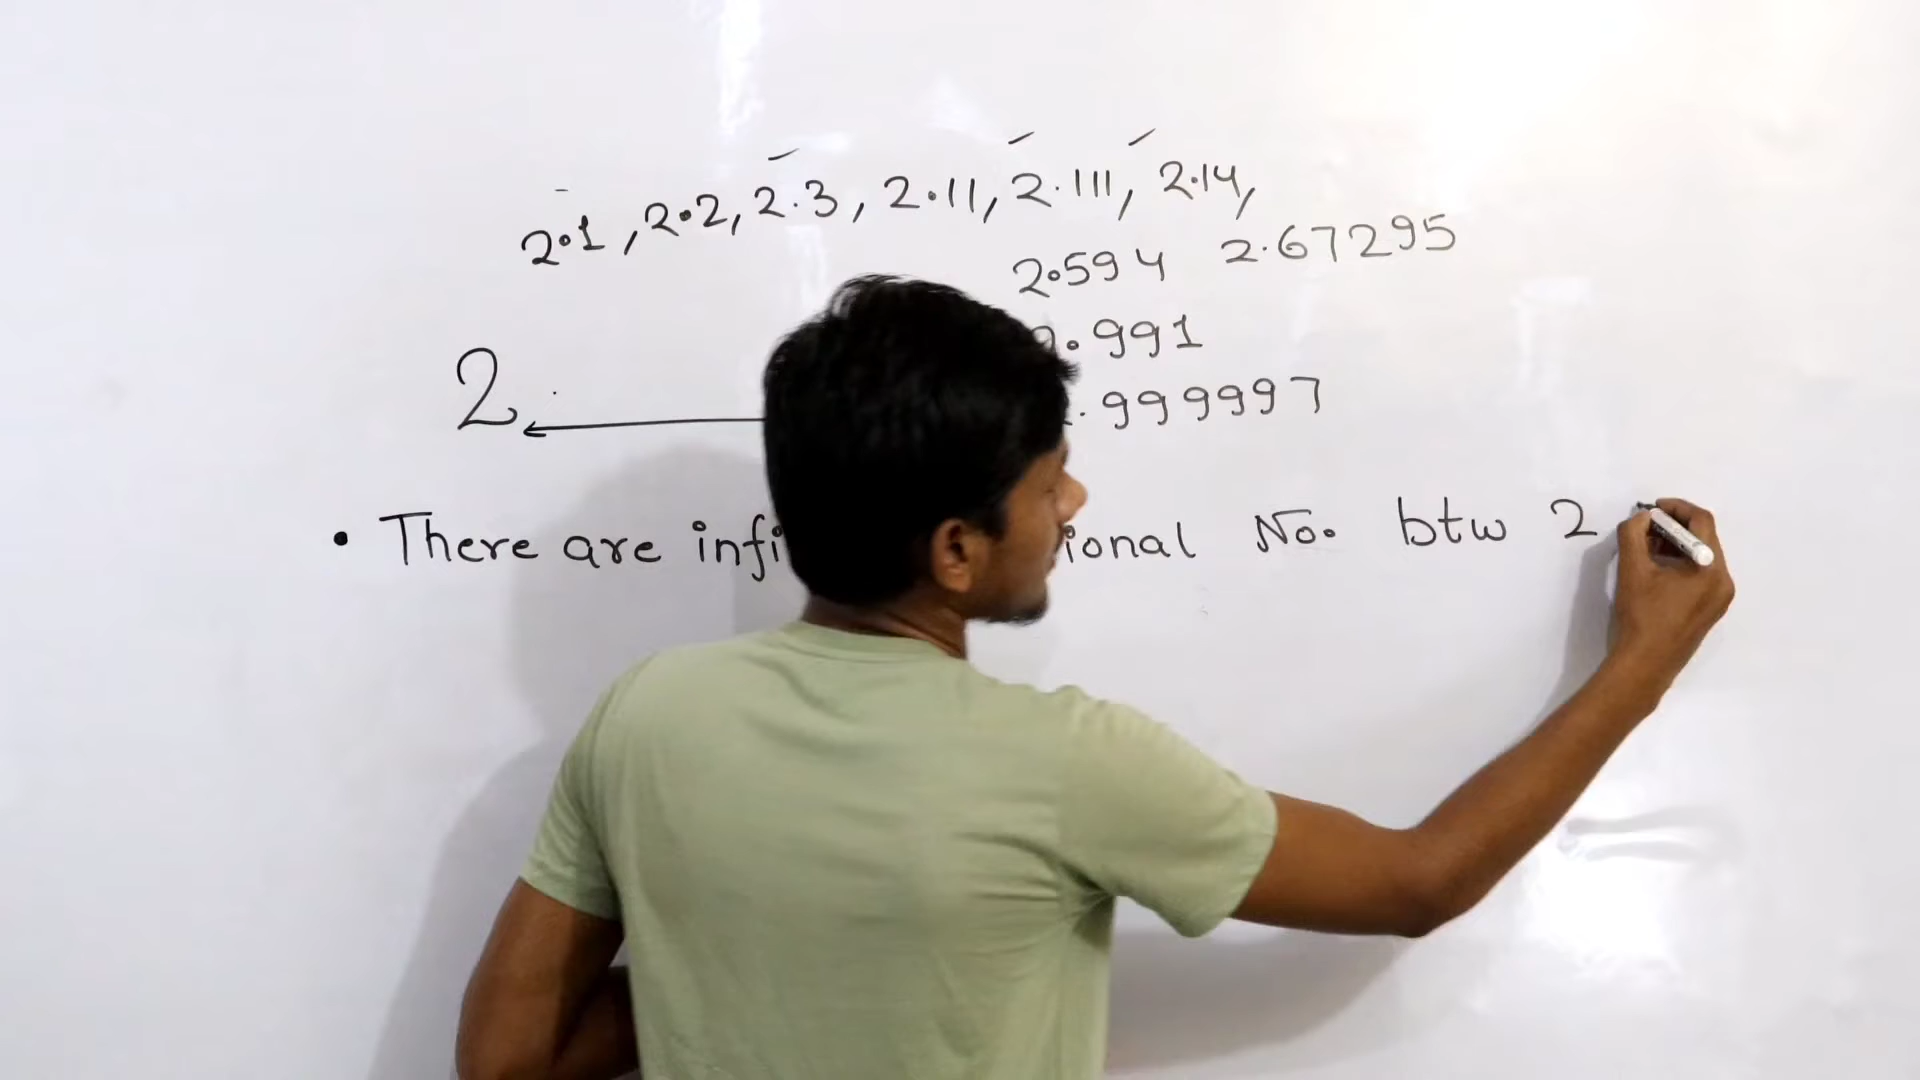 2.1, 2.2, 2.3, 2.11, 2.111, 2.14,
2.594 2.67295
.991
2 .999997
• There are infi ional No. btw 2